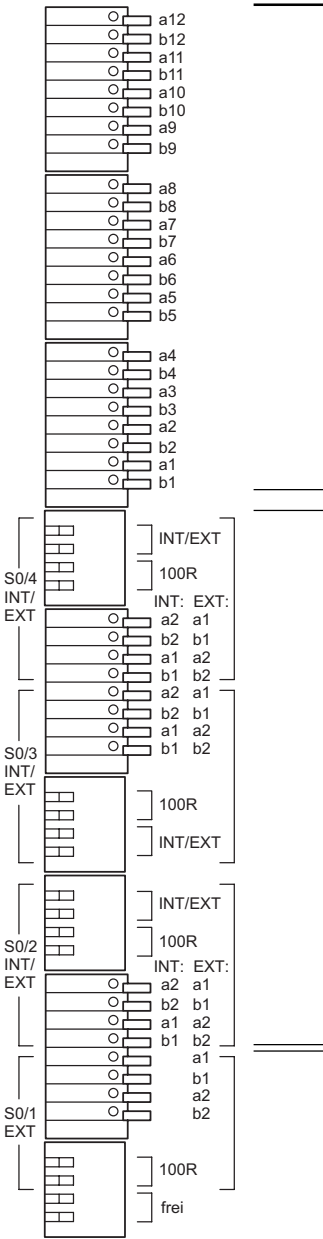 a12
b12
a11
b11
a10
b10
a9
b9
a8
b8
a7
b7
a6
b6
a5
b5
a4
b4
a3
b3
a2
b2
a1
b1
INT/EXT
S0/4
INT/
EXT
100R
INT: EXT:
a2 a1
b2 b1
a1 a2
b1 b2
a2 a1
b2 b1
a1 a2
b1 b2
S0/3
INT/
EXT
100R
INT/EXT
INT/EXT
S0/2
INT/
EXT
100R
INT: EXT:
a2 a1
b2 b1
a1 a2
b1 b2
a1
b1
a2
b2
S0/1
EXT
100R
frei